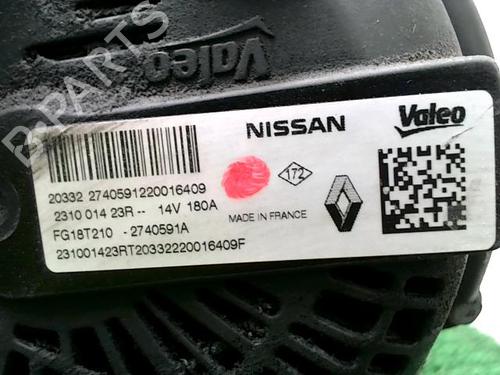 Valeo
B-PARTS
NISSAN
Valeo
20332 2740591220016409
2310 014 23R -- 14V 180A
172
FG18T210 - 2740591A
MADE IN FRANCE
231001423RT20332220016409F